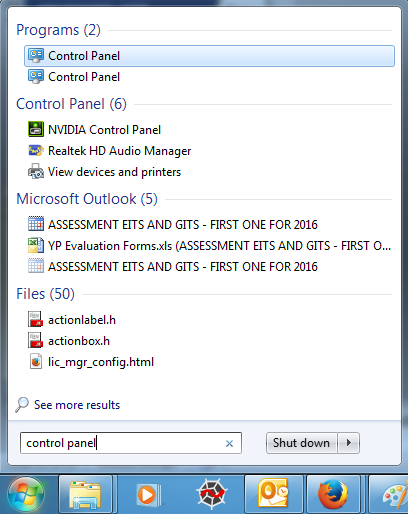 Programs (2)
Control Panel
Control Panel
Control Panel (6)
NVIDIA Control Panel
Realtek HD Audio Manager
View devices and printers
Microsoft Outlook (5)
ASSESSMENT EITS AND GITS - FIRST ONE FOR 2016
YP Evaluation Forms.xls (ASSESSMENT EITS AND GITS - FIRST O...
ASSESSMENT EITS AND GITS - FIRST ONE FOR 2016
Files (50)
actionlabel.h
actionbox.h
lic_mgr_config.html
See more results
control panel
Shut down